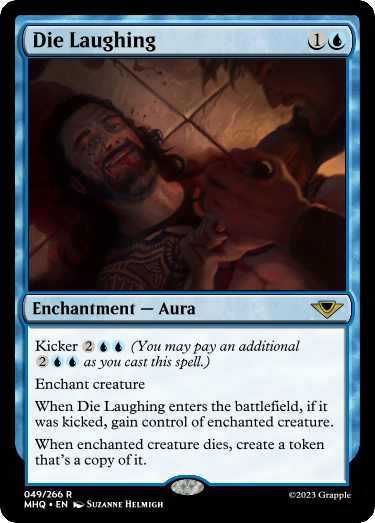 Die Laughing 1
Enchantment — Aura
Kicker 2 (You may pay an additional
2 as you cast this spell.)
Enchant creature
When Die Laughing enters the battlefield, if it
was kicked, gain control of enchanted creature.
When enchanted creature dies, create a token
that's a copy of it.
049/266 R
MHQ • EN SUZANNE HELMIGH ©2023 Grapple